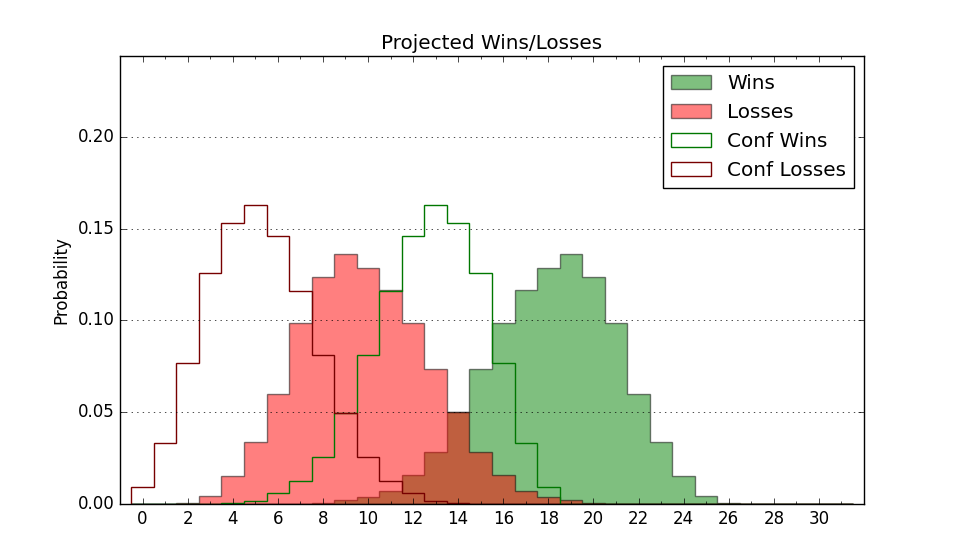 Projected Wins/Losses
Wins
Losses
Conf Wins
Conf Losses
Probability
0.20
0.15
0.10
0.05
0.00
0 2 4 6 8 10 12 14 16 18 20 22 24 26 28 30